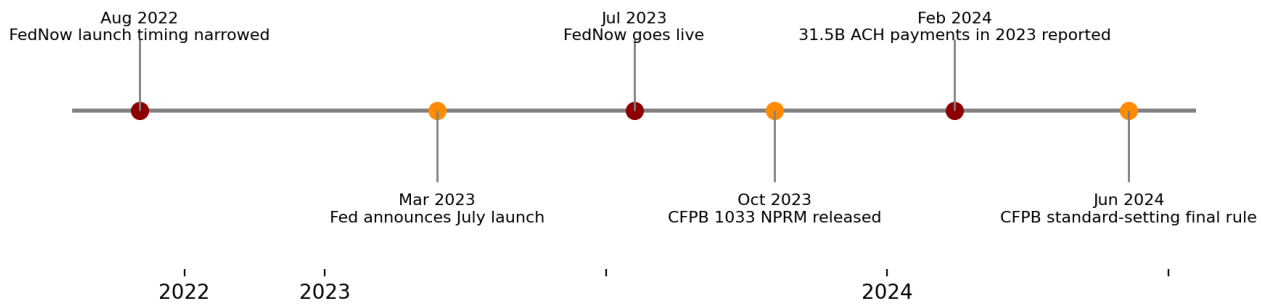 Aug 2022
FedNow launch timing narrowed
Jul 2023
FedNow goes live
Feb 2024
31.5B ACH payments in 2023 reported
Mar 2023
Fed announces July launch
Oct 2023
CFPB 1033 NPRM released
Jun 2024
CFPB standard-setting final rule
2022
2023
2024